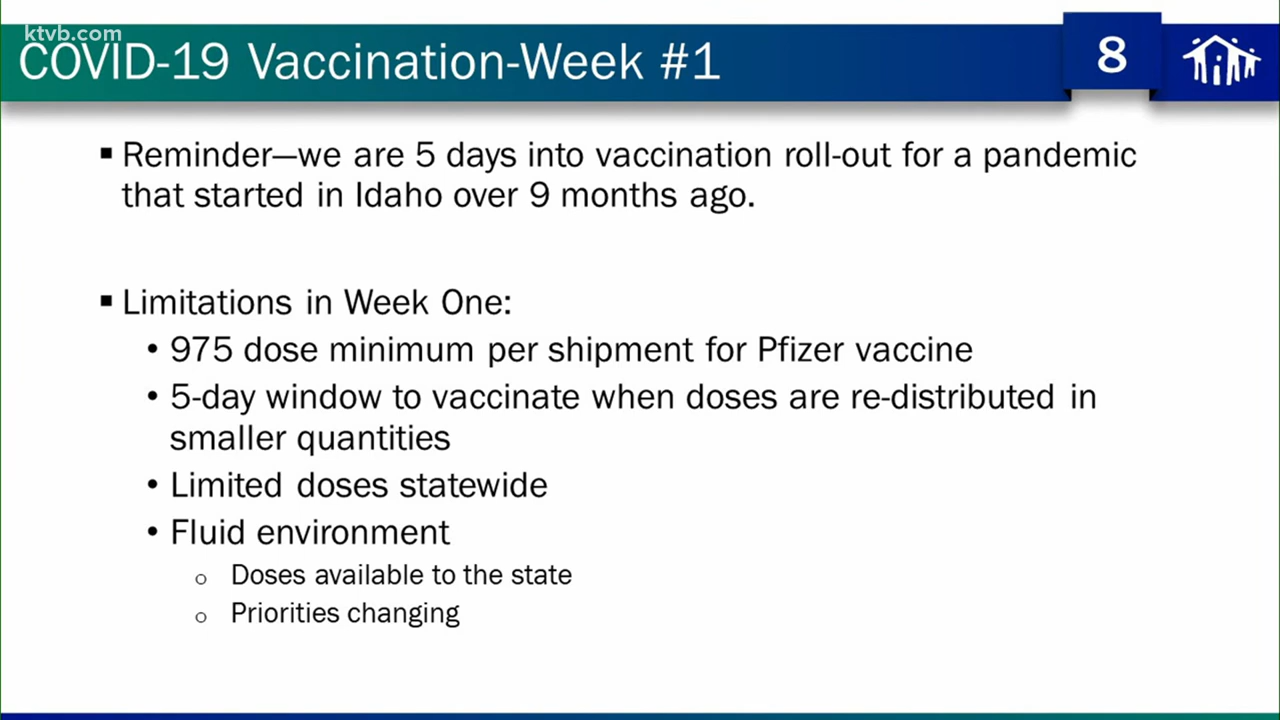 ktvb.com
COVID-19 Vaccination-Week #1
8
▪ Reminder—we are 5 days into vaccination roll-out for a pandemic
that started in Idaho over 9 months ago.
▪ Limitations in Week One:
• 975 dose minimum per shipment for Pfizer vaccine
• 5-day window to vaccinate when doses are re-distributed in
smaller quantities
• Limited doses statewide
• Fluid environment
o Doses available to the state
o Priorities changing